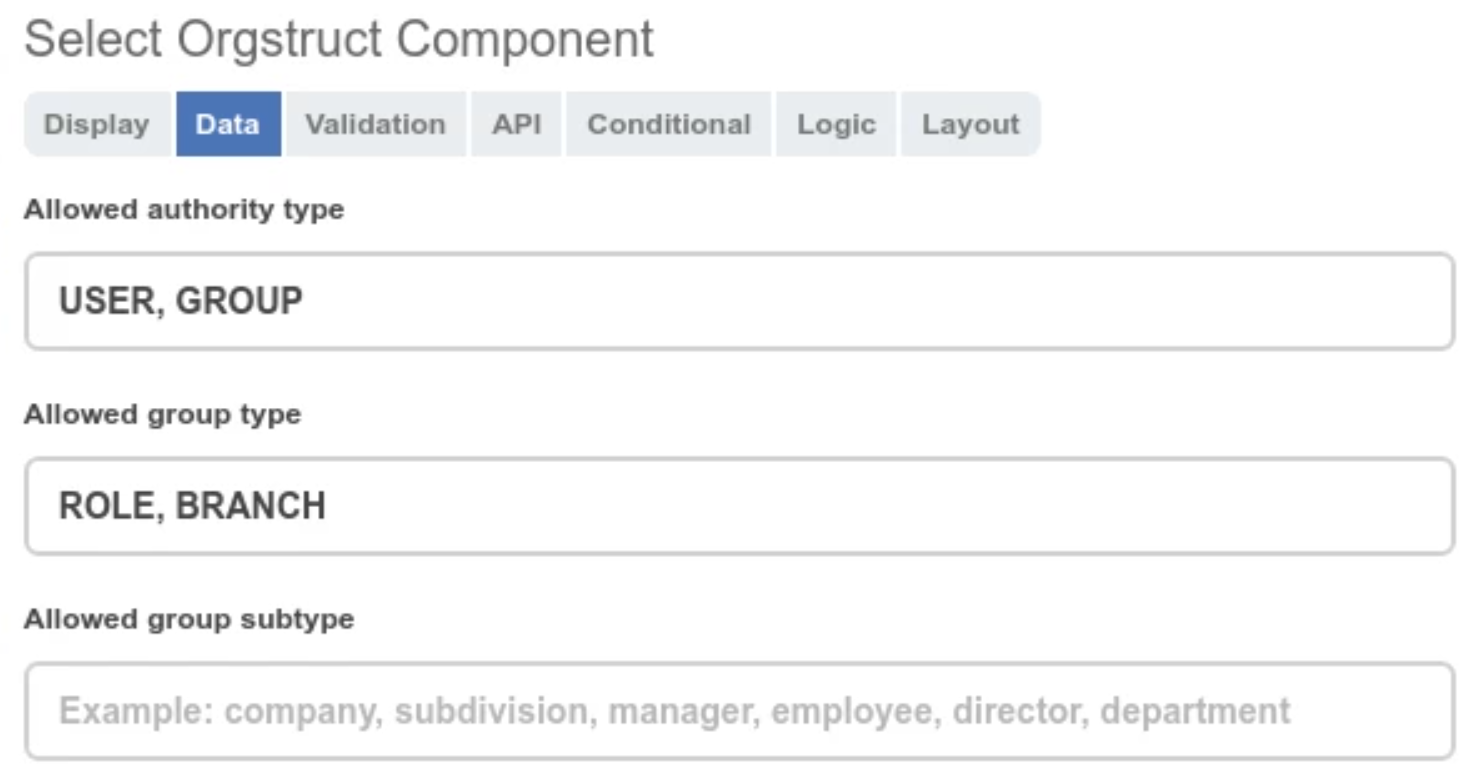 Select Orgstruct Component
Display Data Validation API Conditional Logic Layout
Allowed authority type
USER, GROUP
Allowed group type
ROLE, BRANCH
Allowed group subtype
Example: company, subdivision, manager, employee, director, department